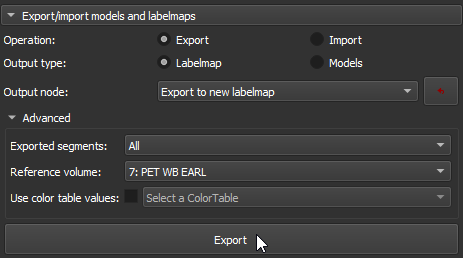 Export/import models and labelmaps
Operation: Export Import
Output type: Labelmap Models
Output node: Export to new labelmap
Advanced
Exported segments: All
Reference volume: 7: PET WB EARL
Use color table values: Select a ColorTable
Export